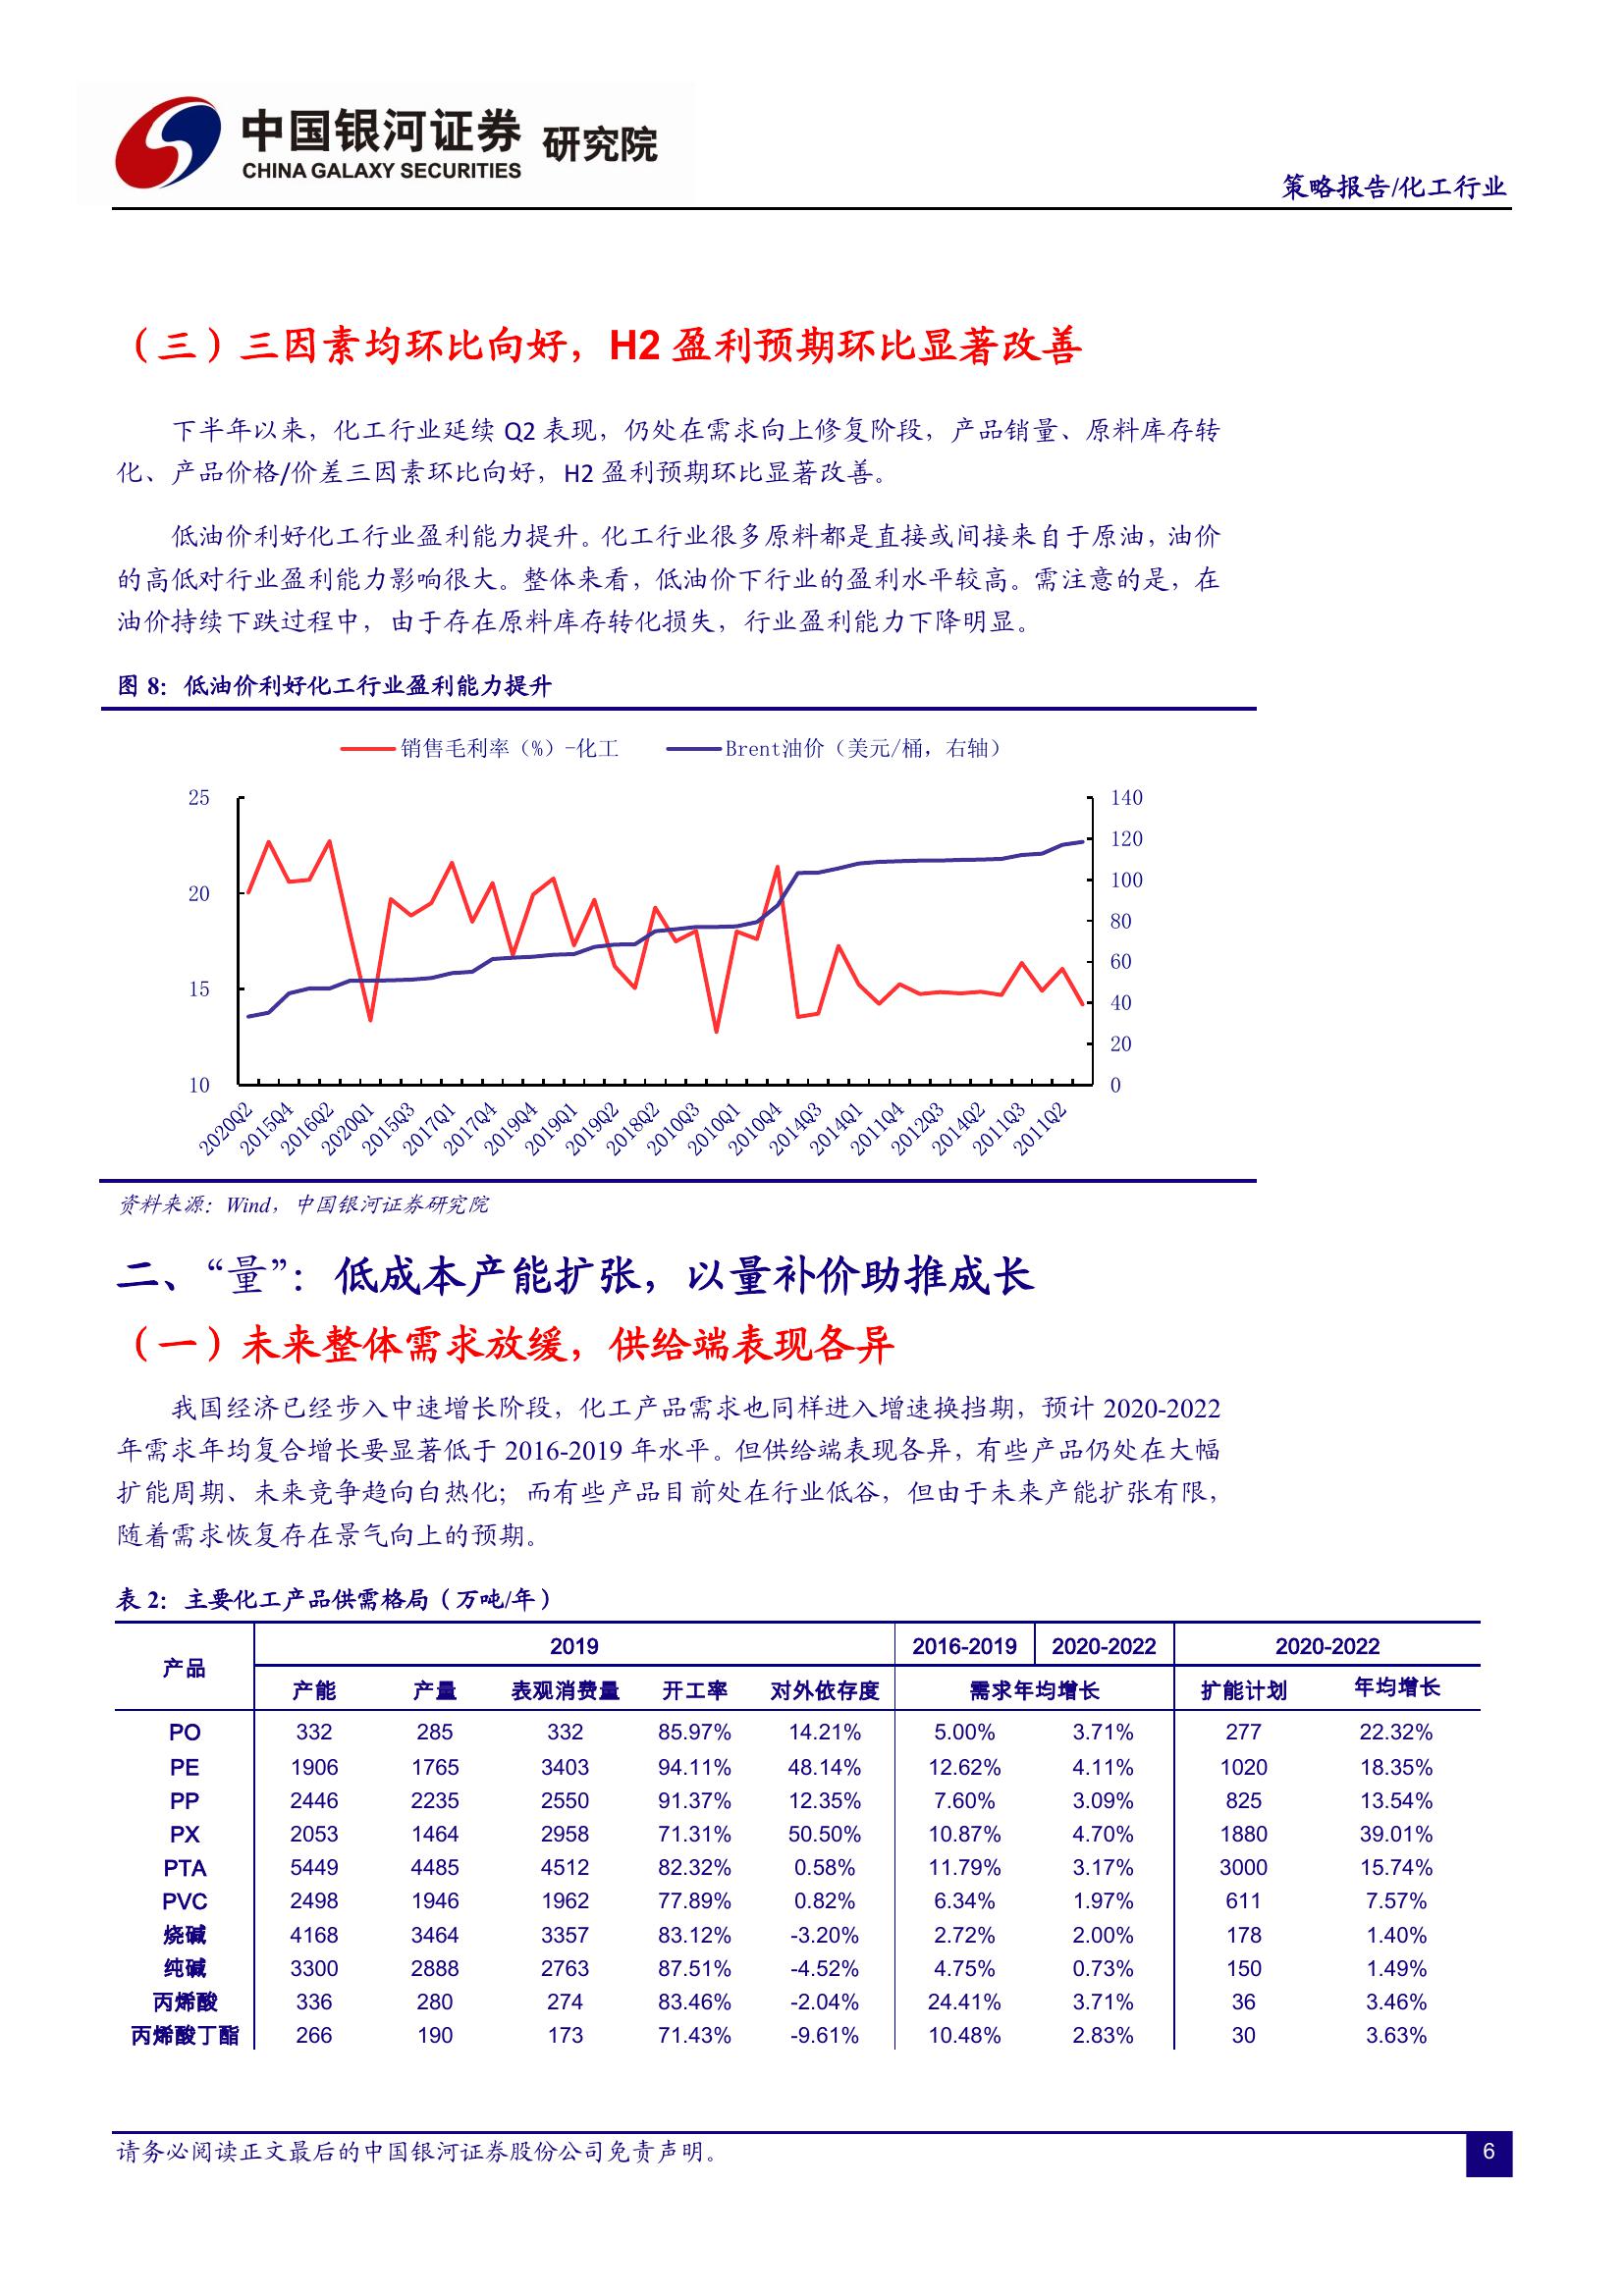 中国银河证券 研究院
CHINA GALAXY SECURITIES
策略报告/化工行业
（三）三因素均环比向好，H2 盈利预期环比显著改善
下半年以来，化工行业延续 Q2 表现，仍处在需求向上修复阶段，产品销量、原料库存转
化、产品价格/价差三因素环比向好，H2 盈利预期环比显著改善。
低油价利好化工行业盈利能力提升。化工行业很多原料都是直接或间接来自于原油，油价
的高低对行业盈利能力影响很大。整体来看，低油价下行业的盈利水平较高。需注意的是，在
油价持续下跌过程中，由于存在原料库存转化损失，行业盈利能力下降明显。
图 8：低油价利好化工行业盈利能力提升
销售毛利率（%）-化工 Brent油价（美元/桶，右轴）
25 140
120
20 100
80
15 60
40
20
10 0
2020Q2 2015Q4 2016Q2 2020Q1 2015Q3 2017Q1 2017Q4 2019Q4 2019Q1 2019Q2 2018Q2 2010Q3 2010Q1 2010Q4 2014Q3 2014Q1 2011Q4 2012Q3 2014Q2 2011Q3 2011Q2
资料来源：Wind，中国银河证券研究院
二、“量”：低成本产能扩张，以量补价助推成长
（一）未来整体需求放缓，供给端表现各异
我国经济已经步入中速增长阶段，化工产品需求也同样进入增速换挡期，预计 2020-2022
年需求年均复合增长要显著低于 2016-2019 年水平。但供给端表现各异，有些产品仍处在大幅
扩能周期、未来竞争趋向白热化；而有些产品目前处在行业低谷，但由于未来产能扩张有限，
随着需求恢复存在景气向上的预期。
表 2：主要化工产品供需格局（万吨/年）
产品 2019 2016-2019 2020-2022 2020-2022
产能 产量 表观消费量 开工率 对外依存度 需求年均增长 扩能计划 年均增长
PO 332 285 332 85.97% 14.21% 5.00% 3.71% 277 22.32%
PE 1906 1765 3403 94.11% 48.14% 12.62% 4.11% 1020 18.35%
PP 2446 2235 2550 91.37% 12.35% 7.60% 3.09% 825 13.54%
PX 2053 1464 2958 71.31% 50.50% 10.87% 4.70% 1880 39.01%
PTA 5449 4485 4512 82.32% 0.58% 11.79% 3.17% 3000 15.74%
PVC 2498 1946 1962 77.89% 0.82% 6.34% 1.97% 611 7.57%
烧碱 4168 3464 3357 83.12% -3.20% 2.72% 2.00% 178 1.40%
纯碱 3300 2888 2763 87.51% -4.52% 4.75% 0.73% 150 1.49%
丙烯酸 336 280 274 83.46% -2.04% 24.41% 3.71% 36 3.46%
丙烯酸丁酯 266 190 173 71.43% -9.61% 10.48% 2.83% 30 3.63%
请务必阅读正文最后的中国银河证券股份公司免责声明。
6